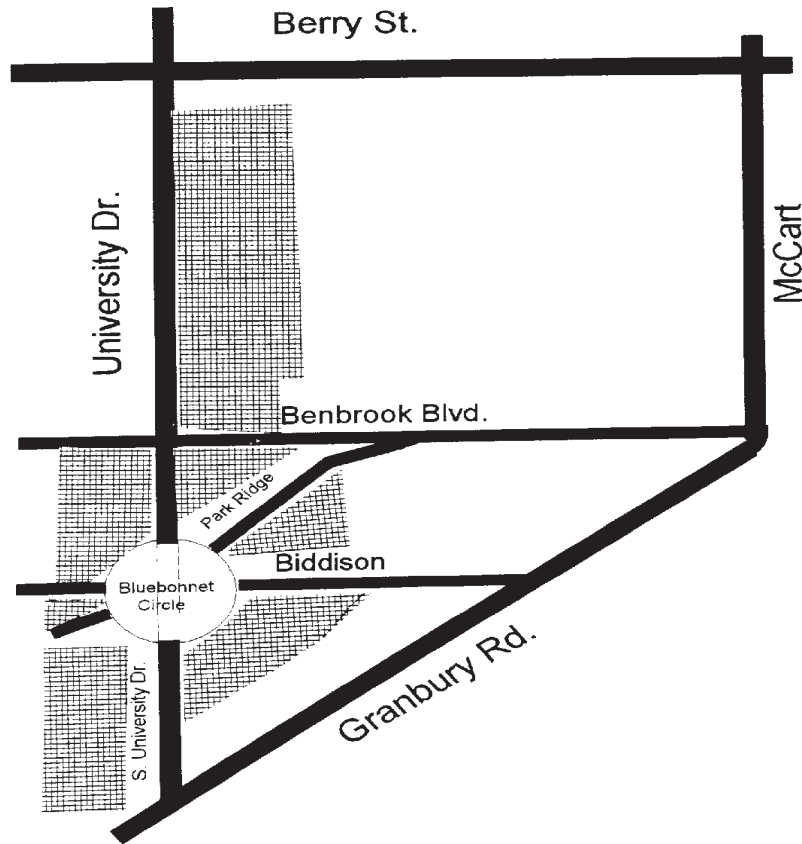 Berry St.
University Dr.
McCart
Benbrook Blvd.
Park Ridge
Biddison
Bluebonnet
Circle
Granbury Rd.
S. University Dr.